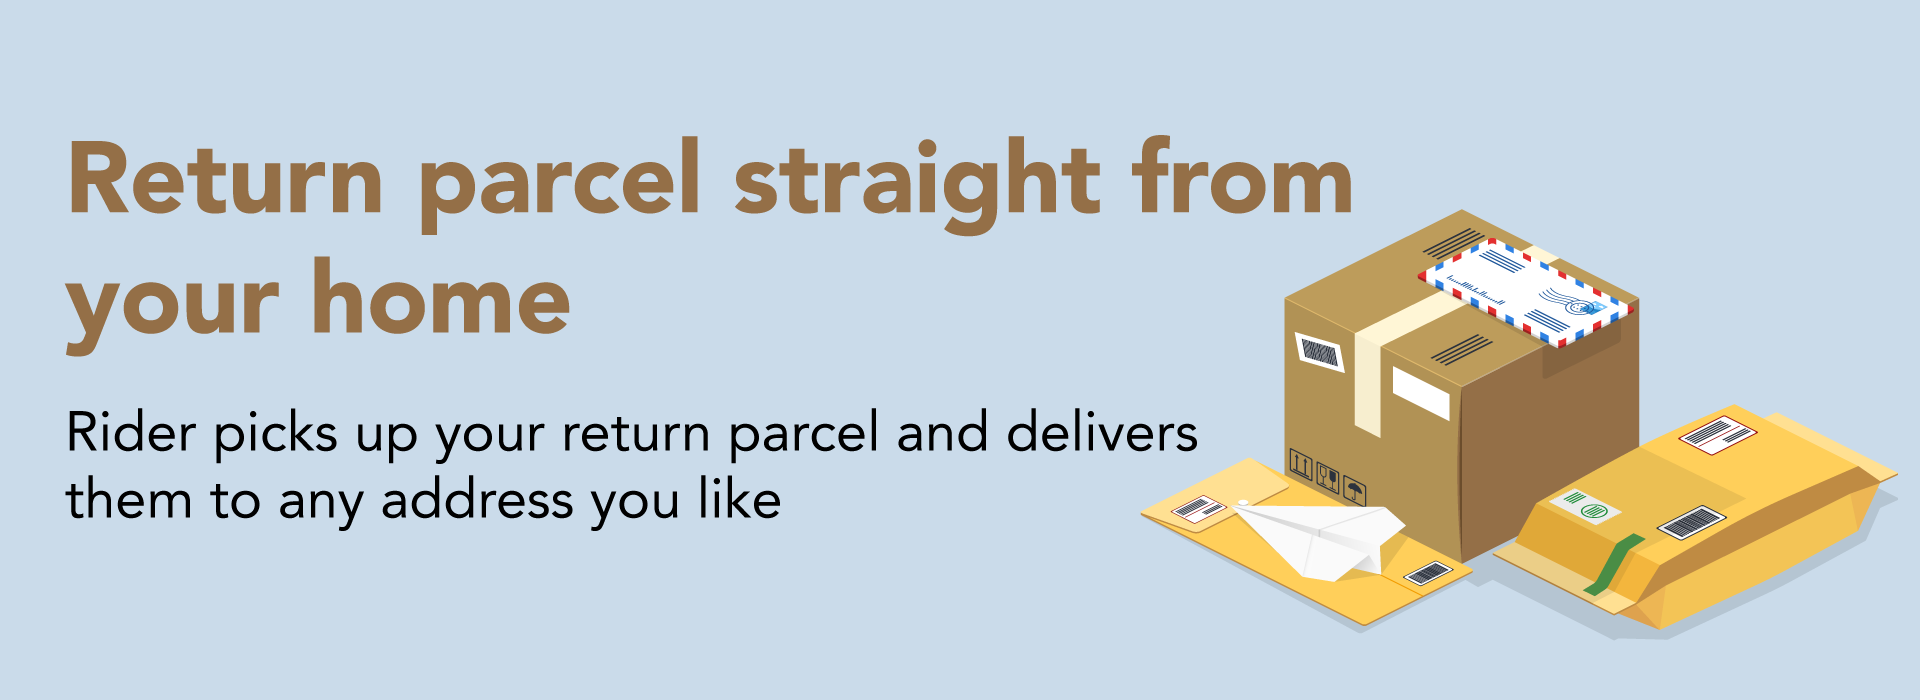 Return parcel straight from
your home
Rider picks up your return parcel and delivers
them to any address you like